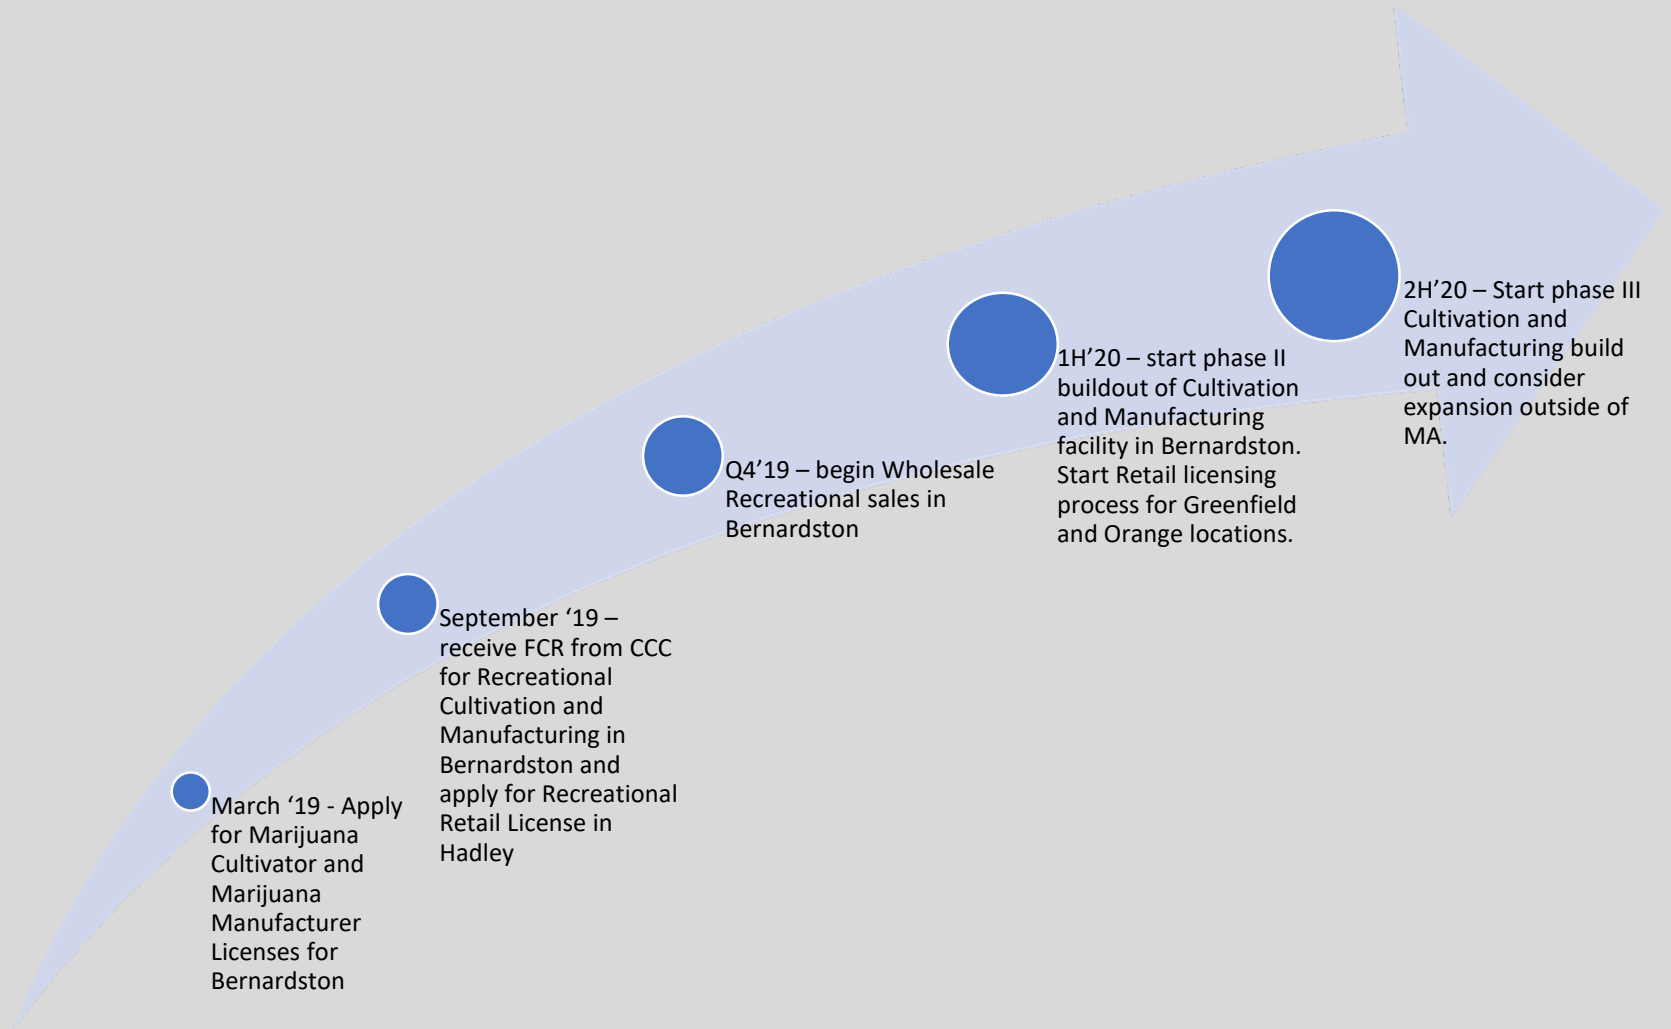 March ‘19 - Apply
for Marijuana
Cultivator and
Marijuana
Manufacturer
Licenses for
Bernardston
September ‘19 –
receive FCR from CCC
for Recreational
Cultivation and
Manufacturing in
Bernardston and
apply for Recreational
Retail License in
Hadley
Q4’19 – begin Wholesale
Recreational sales in
Bernardston
1H’20 – start phase II
buildout of Cultivation
and Manufacturing
facility in Bernardston.
Start Retail licensing
process for Greenfield
and Orange locations.
2H’20 – Start phase III
Cultivation and
Manufacturing build
out and consider
expansion outside of
MA.